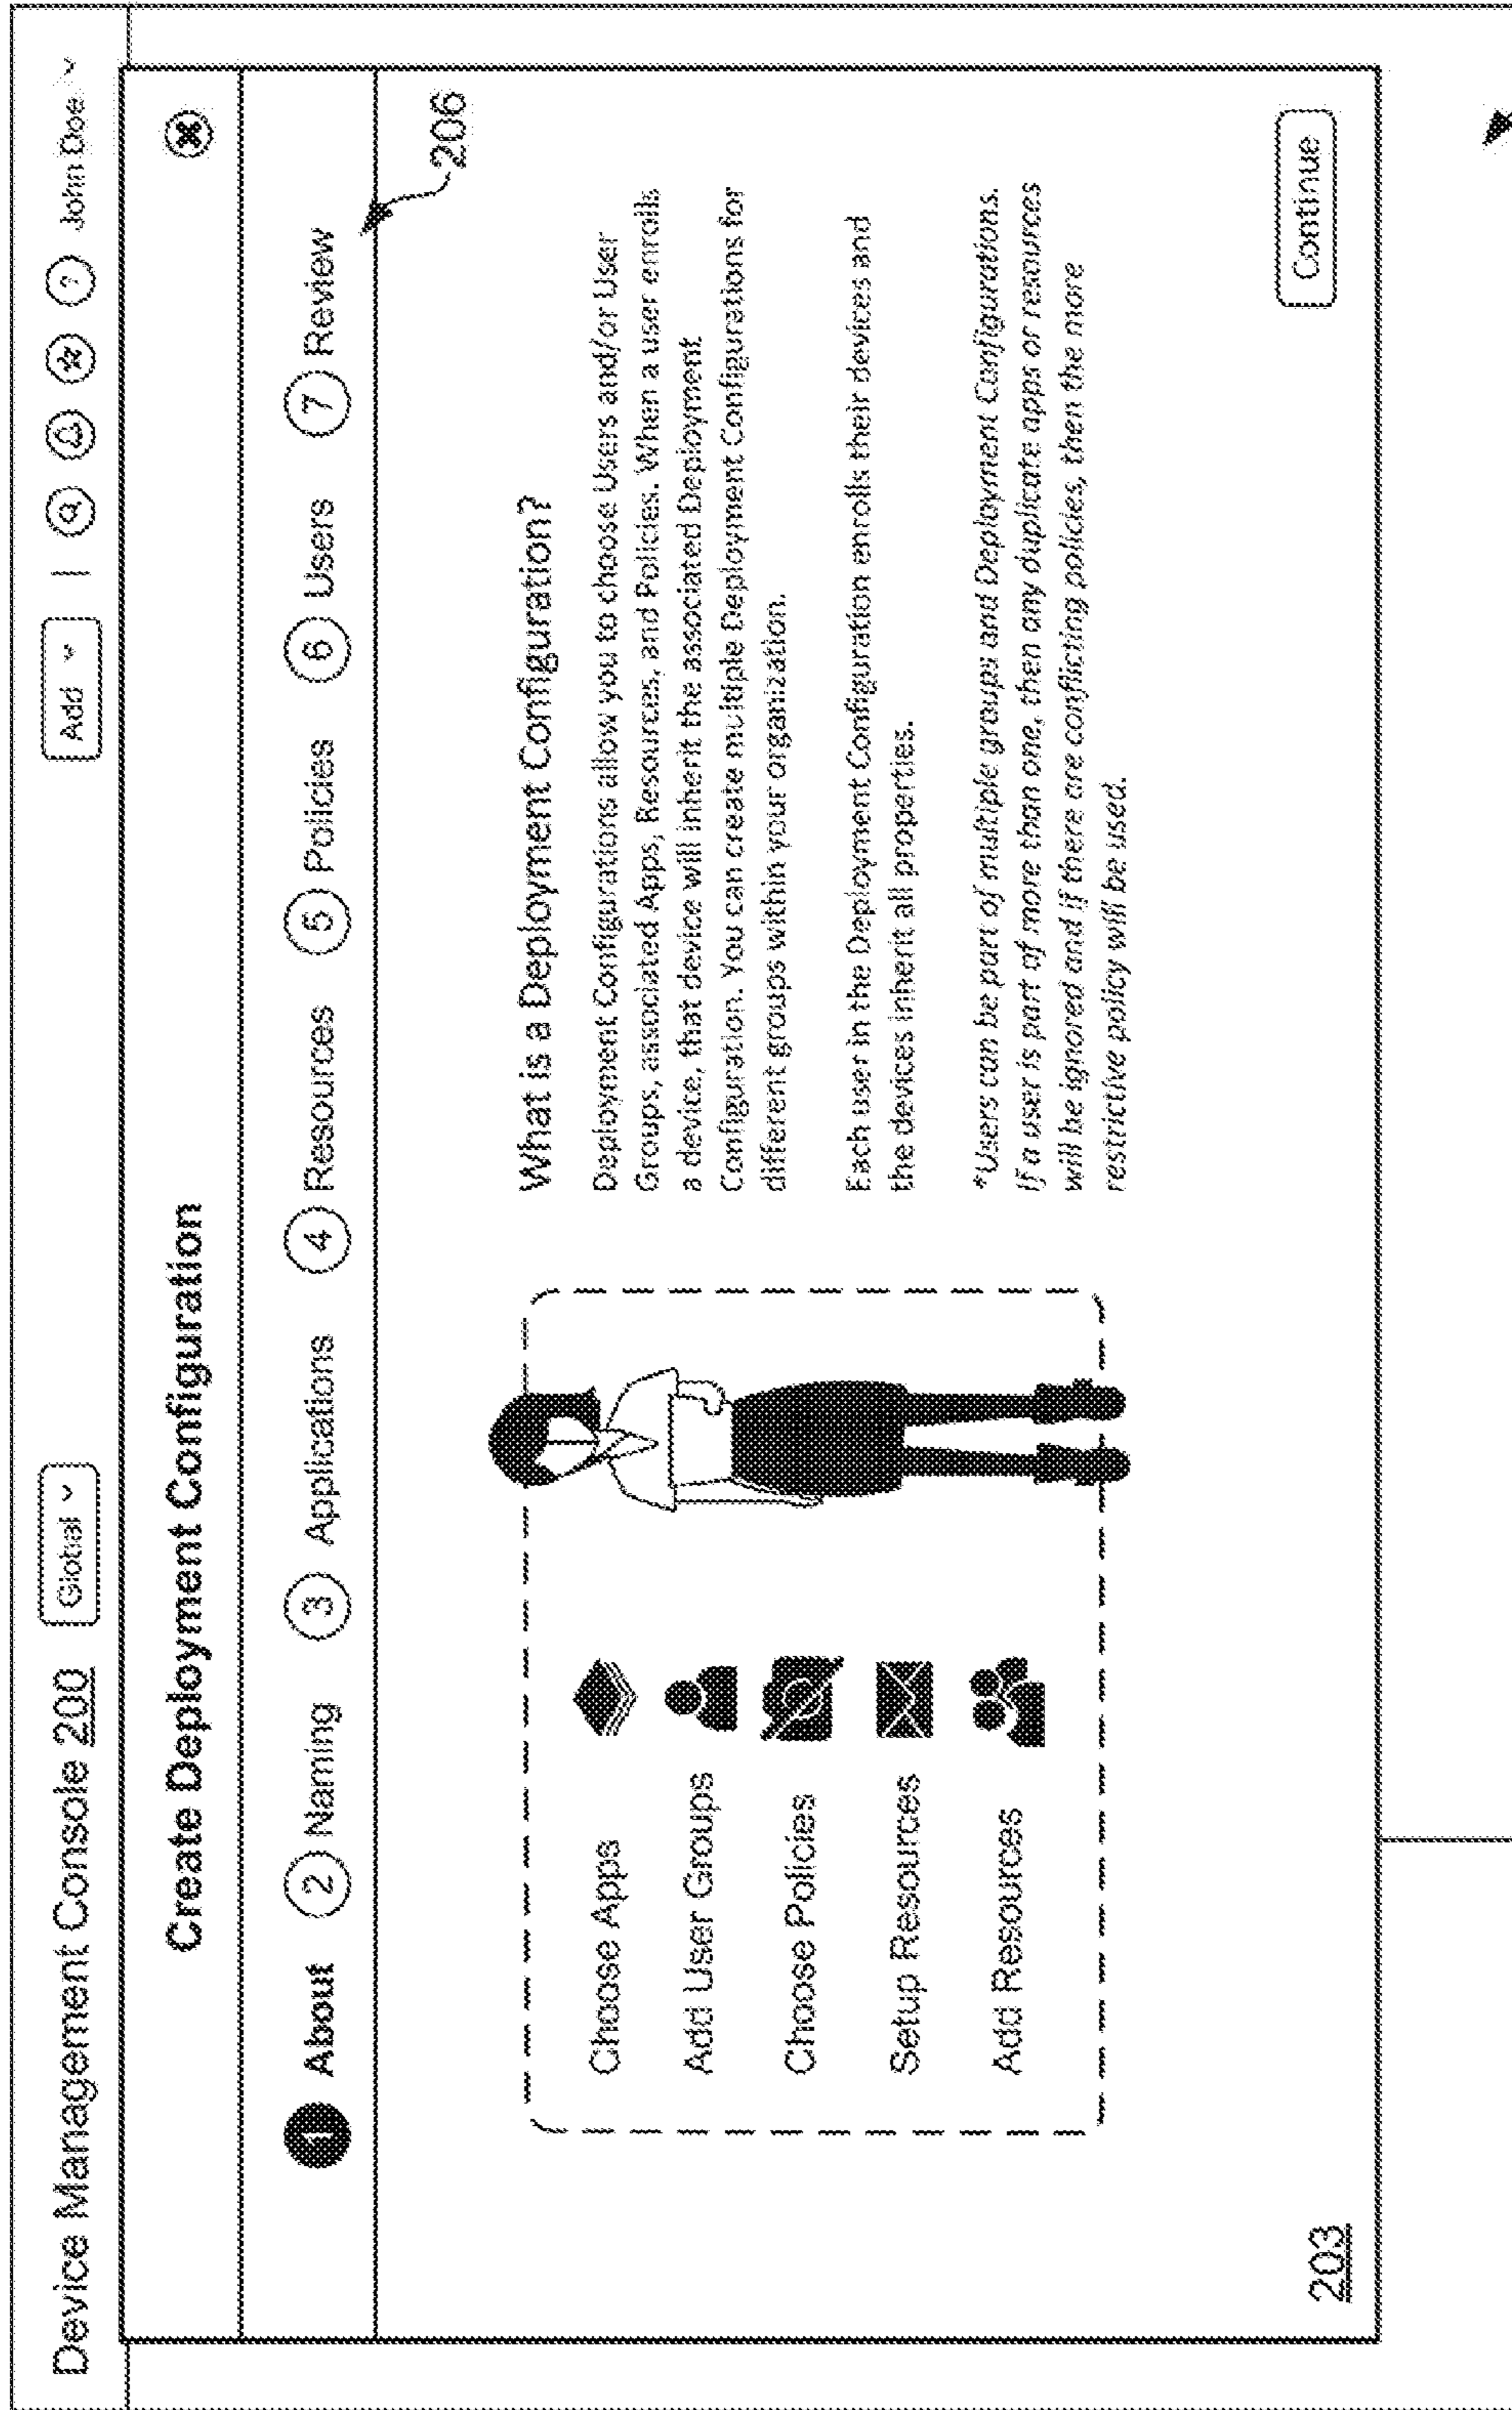 Device Management Console 200 Global Add | John Doe
Create Deployment Configuration
1 About 2 Naming 3 Applications 4 Resources 5 Policies 6 Users 7 Review
206
What is a Deployment Configuration?
Choose Apps
Add User Groups
Choose Policies
Setup Resources
Add Resources
Deployment Configurations allow you to choose Users and/or User
Groups, associated Apps, Resources, and Policies. When a user enrolls
a device, that device will inherit the associated Deployment
Configuration. You can create multiple Deployment Configurations for
different groups within your organization.
Each user in the Deployment Configuration enrolls their devices and
the devices inherit all properties.
*Users can be part of multiple groups and Deployment Configurations.
If a user is part of more than one, then any duplicate apps or resources
will be ignored and if there are conflicting policies, then the more
restrictive policy will be used.
203
Continue